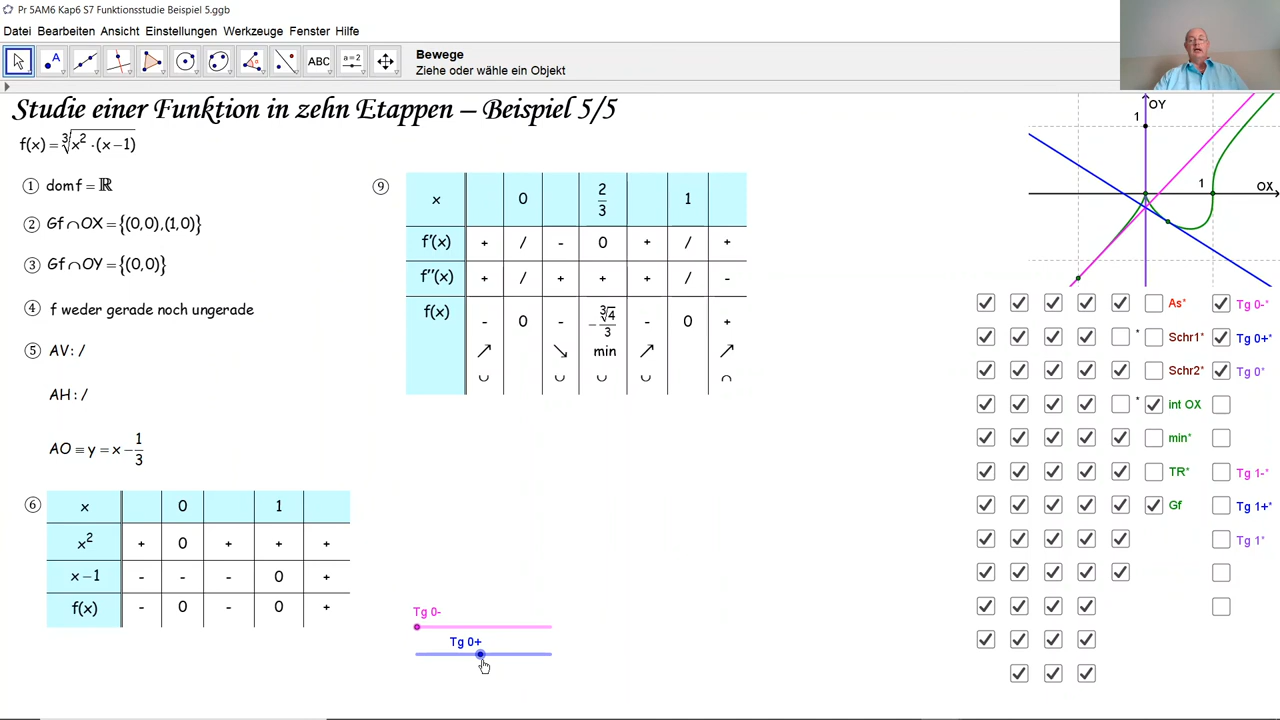 Pr 5AM6 Kap6 S7 Funktionsstudie Beispiel 5.ggb
Datei Bearbeiten Ansicht Einstellungen Werkzeuge Fenster Hilfe
A ABC a=2
Bewege
Ziehe oder wähle ein Objekt
Studie einer Funktion in zehn Etappen – Beispiel 5/5
f(x) = ∛(x² · (x−1))
① dom f = ℝ
② Gf ∩ OX = {(0,0),(1,0)}
③ Gf ∩ OY = {(0,0)}
④ f weder gerade noch ungerade
⑤ AV: /
AH: /
AO ≡ y = x − 1/3
⑥ x 0 1
x² + 0 + + +
x−1 - - - 0 +
f(x) - 0 - 0 +
⑨ x 0 2/3 1
f'(x) + / - 0 + / +
f''(x) + / + + + / -
f(x) - 0 - −∛4/3 - 0 +
↗ ↘ min ↗ ↗
∪ ∪ ∪ ∪ ∩
Tg 0-
Tg 0+
OY
1
1
OX
As* Tg 0-*
* Schr1* Tg 0+*
Schr2* Tg 0*
* int OX
min*
TR* Tg 1-*
Gf Tg 1+*
Tg 1*